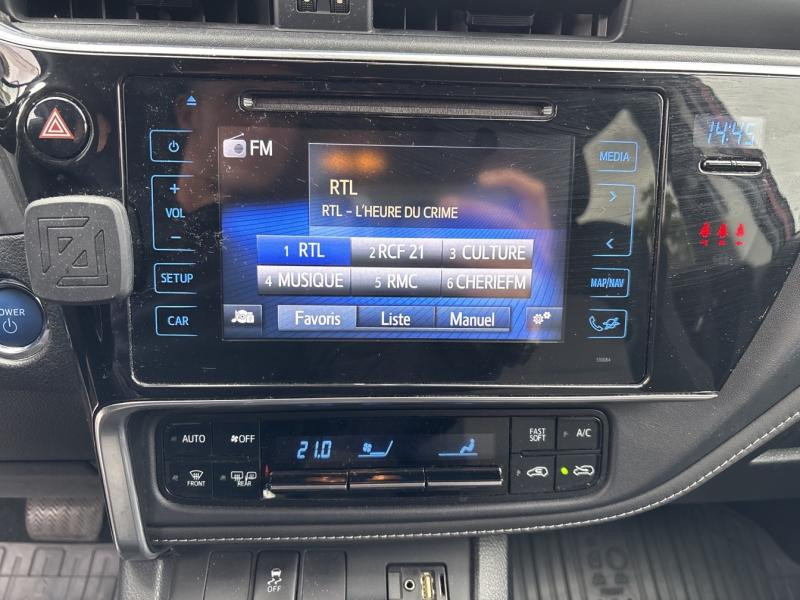 14:45
FM
MEDIA
RTL
RTL – L'HEURE DU CRIME
+
VOL
−
1 RTL
2 RCF 21
3 CULTURE
4 MUSIQUE
5 RMC
6 CHERIEFM
SETUP
MAP/NAV
CAR
Favoris
Liste
Manuel
POWER
AUTO
OFF
21.0
FAST
SOFT
A/C
FRONT
REAR
OFF